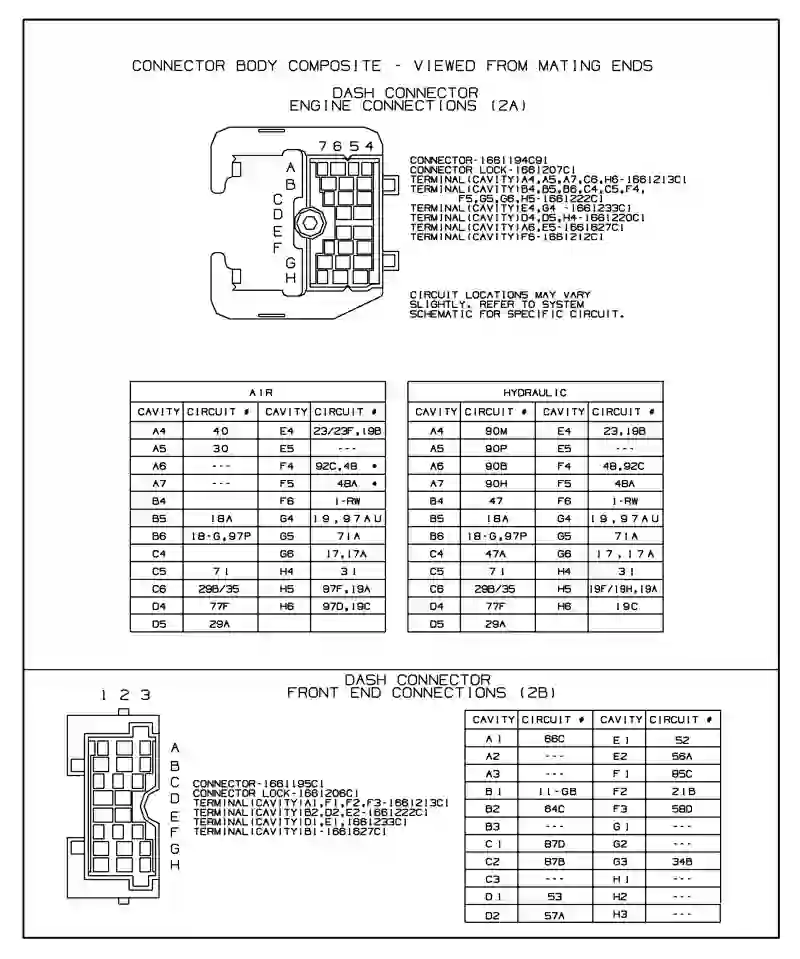 CONNECTOR BODY COMPOSITE - VIEWED FROM MATING ENDS
DASH CONNECTOR
ENGINE CONNECTIONS (2A)
7 6 5 4
A
B
C
D
E
F
G
H
CONNECTOR-1661194C91
CONNECTOR LOCK-1661207C1
TERMINAL(CAVITY)A4,A5,A7,C6,H6-1661213C1
TERMINAL(CAVITY)B4,B5,B6,C4,C5,F4,
F5,G5,G6,H5-1661222C1
TERMINAL(CAVITY)E4,G4 -1661233C1
TERMINAL(CAVITY)D4,D5,H4-1661220C1
TERMINAL(CAVITY)A6,E5-1661627C1
TERMINAL(CAVITY)F6-1661212C1
CIRCUIT LOCATIONS MAY VARY
SLIGHTLY. REFER TO SYSTEM
SCHEMATIC FOR SPECIFIC CIRCUIT.
AIR
CAVITY CIRCUIT # CAVITY CIRCUIT #
A4 40 E4 23/23F,19B
A5 30 E5 ---
A6 --- F4 92C,48 *
A7 --- F5 48A *
B4 F6 1-RW
B5 18A G4 19,97AU
B6 18-G,97P G5 71A
C4 G6 17,17A
C5 71 H4 31
C6 29B/35 H5 97F,19A
D4 77F H6 97D,19C
D5 29A
HYDRAULIC
CAVITY CIRCUIT # CAVITY CIRCUIT #
A4 90M E4 23,19B
A5 90P E5 ---
A6 90B F4 48,92C
A7 90H F5 48A
B4 47 F6 1-RW
B5 18A G4 19,97AU
B6 18-G,97P G5 71A
C4 47A G6 17,17A
C5 71 H4 31
C6 29B/35 H5 19F/19H,19A
D4 77F H6 19C
D5 29A
DASH CONNECTOR
FRONT END CONNECTIONS (2B)
1 2 3
A
B
C
D
E
F
G
H
CONNECTOR-1661195C1
CONNECTOR LOCK-1661206C1
TERMINAL(CAVITY)A1,F1,F2,F3-1661213C1
TERMINAL(CAVITY)B2,D2,E2-1661222C1
TERMINAL(CAVITY)D1,E1,1661233C1
TERMINAL(CAVITY)B1-1661627C1
CAVITY CIRCUIT # CAVITY CIRCUIT #
A1 66C E1 52
A2 --- E2 56A
A3 --- F1 85C
B1 11-GB F2 21B
B2 64C F3 58D
B3 --- G1 ---
C1 87D G2 ---
C2 87B G3 34B
C3 --- H1 ---
D1 53 H2 ---
D2 57A H3 ---